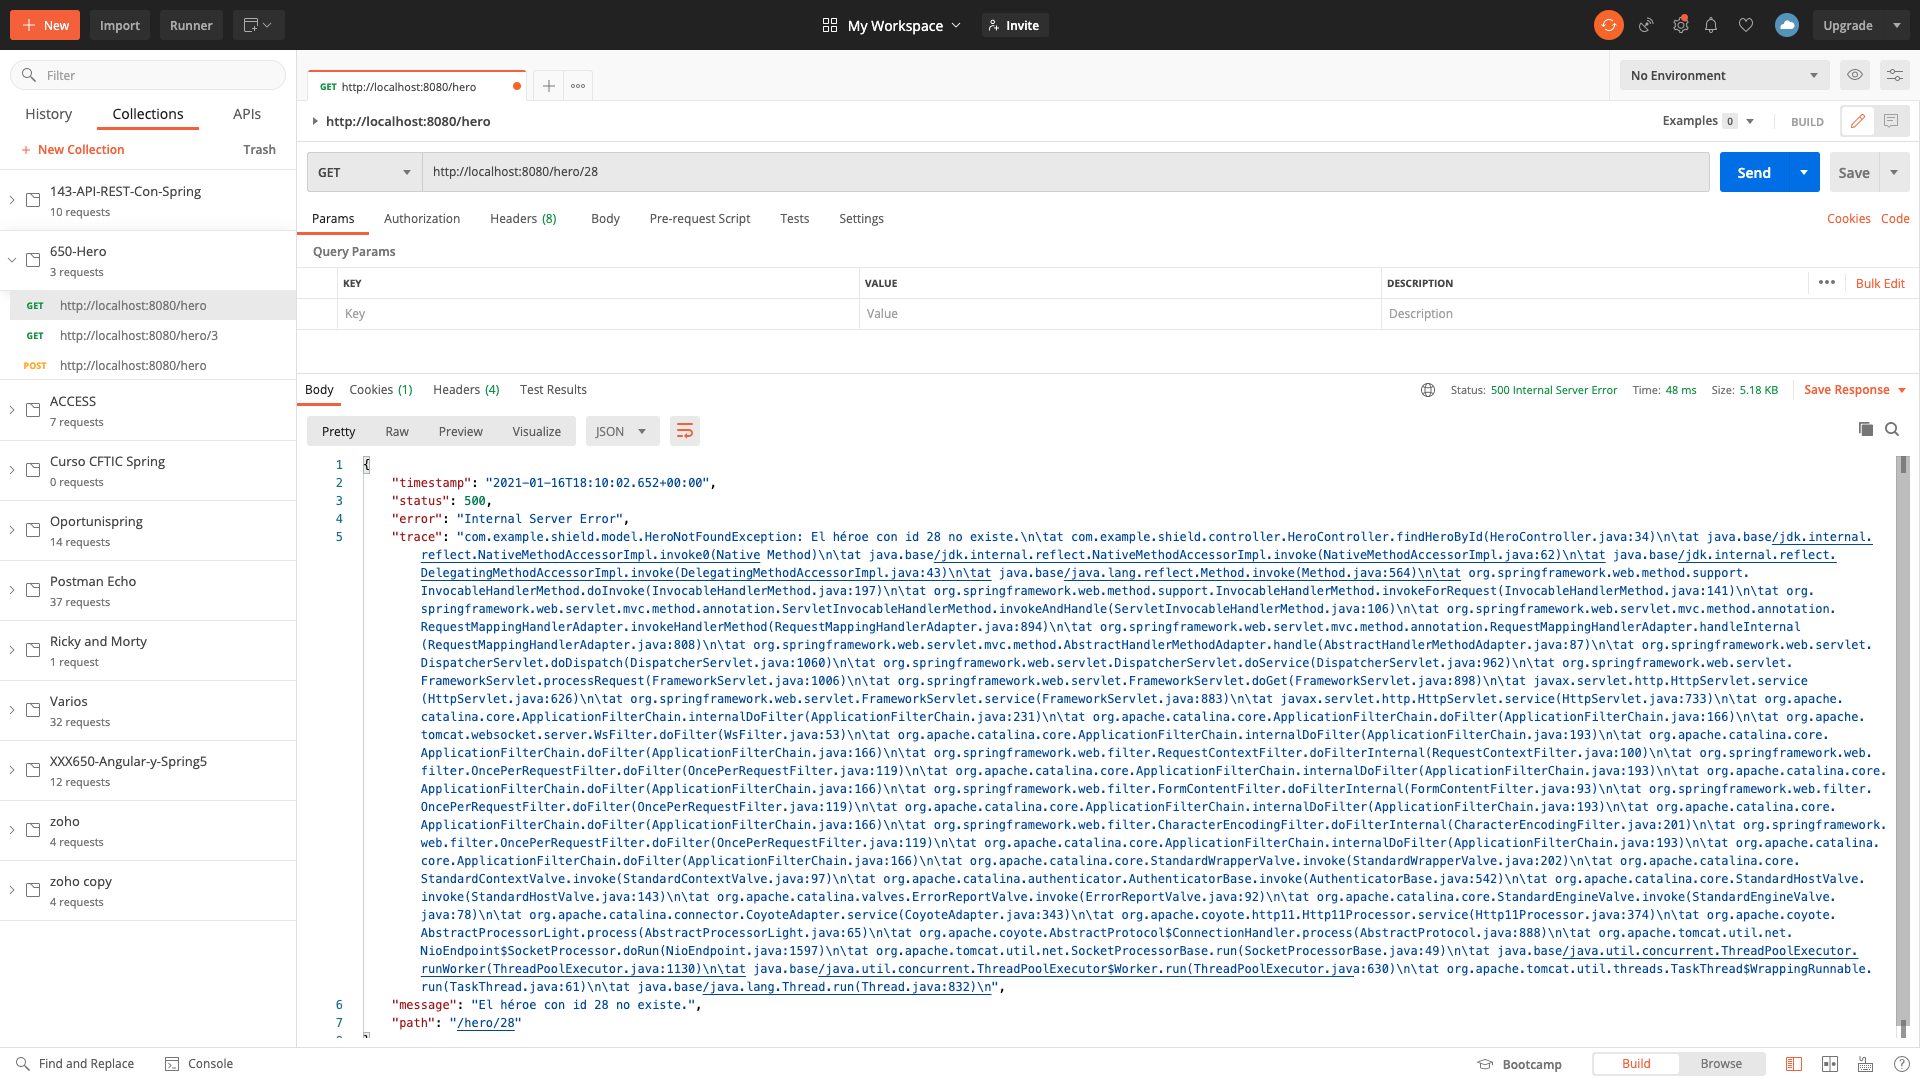 New
Import
Runner
My Workspace
Invite
Upgrade
Filter
History
Collections
APIs
+ New Collection
Trash
143-API-REST-Con-Spring
10 requests
650-Hero
3 requests
GET http://localhost:8080/hero
GET http://localhost:8080/hero/3
POST http://localhost:8080/hero
ACCESS
7 requests
Curso CFTIC Spring
0 requests
Oportunispring
14 requests
Postman Echo
37 requests
Ricky and Morty
1 request
Varios
32 requests
XXX650-Angular-y-Spring5
12 requests
zoho
4 requests
zoho copy
4 requests
GET http://localhost:8080/hero
No Environment
http://localhost:8080/hero
Examples 0
BUILD
GET
http://localhost:8080/hero/28
Send
Save
Params
Authorization
Headers (8)
Body
Pre-request Script
Tests
Settings
Cookies
Code
Query Params
KEY
VALUE
DESCRIPTION
Bulk Edit
Key
Value
Description
Body
Cookies (1)
Headers (4)
Test Results
Status: 500 Internal Server Error
Time: 48 ms
Size: 5.18 KB
Save Response
Pretty
Raw
Preview
Visualize
JSON
1 {
2 "timestamp": "2021-01-16T18:10:02.652+00:00",
3 "status": 500,
4 "error": "Internal Server Error",
5 "trace": "com.example.shield.model.HeroNotFoundException: El héroe con id 28 no existe.\n\tat com.example.shield.controller.HeroController.findHeroById(HeroController.java:34)\n\tat java.base/jdk.internal.
reflect.NativeMethodAccessorImpl.invoke0(Native Method)\n\tat java.base/jdk.internal.reflect.NativeMethodAccessorImpl.invoke(NativeMethodAccessorImpl.java:62)\n\tat java.base/jdk.internal.reflect.
DelegatingMethodAccessorImpl.invoke(DelegatingMethodAccessorImpl.java:43)\n\tat java.base/java.lang.reflect.Method.invoke(Method.java:564)\n\tat org.springframework.web.method.support.
InvocableHandlerMethod.doInvoke(InvocableHandlerMethod.java:197)\n\tat org.springframework.web.method.support.InvocableHandlerMethod.invokeForRequest(InvocableHandlerMethod.java:141)\n\tat org.
springframework.web.servlet.mvc.method.annotation.ServletInvocableHandlerMethod.invokeAndHandle(ServletInvocableHandlerMethod.java:106)\n\tat org.springframework.web.servlet.mvc.method.annotation.
RequestMappingHandlerAdapter.invokeHandlerMethod(RequestMappingHandlerAdapter.java:894)\n\tat org.springframework.web.servlet.mvc.method.annotation.RequestMappingHandlerAdapter.handleInternal
(RequestMappingHandlerAdapter.java:808)\n\tat org.springframework.web.servlet.mvc.method.AbstractHandlerMethodAdapter.handle(AbstractHandlerMethodAdapter.java:87)\n\tat org.springframework.web.servlet.
DispatcherServlet.doDispatch(DispatcherServlet.java:1060)\n\tat org.springframework.web.servlet.DispatcherServlet.doService(DispatcherServlet.java:962)\n\tat org.springframework.web.servlet.
FrameworkServlet.processRequest(FrameworkServlet.java:1006)\n\tat org.springframework.web.servlet.FrameworkServlet.doGet(FrameworkServlet.java:898)\n\tat javax.servlet.http.HttpServlet.service
(HttpServlet.java:626)\n\tat org.springframework.web.servlet.FrameworkServlet.service(FrameworkServlet.java:883)\n\tat javax.servlet.http.HttpServlet.service(HttpServlet.java:733)\n\tat org.apache.
catalina.core.ApplicationFilterChain.internalDoFilter(ApplicationFilterChain.java:231)\n\tat org.apache.catalina.core.ApplicationFilterChain.doFilter(ApplicationFilterChain.java:166)\n\tat org.apache.
tomcat.websocket.server.WsFilter.doFilter(WsFilter.java:53)\n\tat org.apache.catalina.core.ApplicationFilterChain.internalDoFilter(ApplicationFilterChain.java:193)\n\tat org.apache.catalina.core.
ApplicationFilterChain.doFilter(ApplicationFilterChain.java:166)\n\tat org.springframework.web.filter.RequestContextFilter.doFilterInternal(RequestContextFilter.java:100)\n\tat org.springframework.web.
filter.OncePerRequestFilter.doFilter(OncePerRequestFilter.java:119)\n\tat org.apache.catalina.core.ApplicationFilterChain.internalDoFilter(ApplicationFilterChain.java:193)\n\tat org.apache.catalina.core.
ApplicationFilterChain.doFilter(ApplicationFilterChain.java:166)\n\tat org.springframework.web.filter.FormContentFilter.doFilterInternal(FormContentFilter.java:93)\n\tat org.springframework.web.filter.
OncePerRequestFilter.doFilter(OncePerRequestFilter.java:119)\n\tat org.apache.catalina.core.ApplicationFilterChain.internalDoFilter(ApplicationFilterChain.java:193)\n\tat org.apache.catalina.core.
ApplicationFilterChain.doFilter(ApplicationFilterChain.java:166)\n\tat org.springframework.web.filter.CharacterEncodingFilter.doFilterInternal(CharacterEncodingFilter.java:201)\n\tat org.springframework.
web.filter.OncePerRequestFilter.doFilter(OncePerRequestFilter.java:119)\n\tat org.apache.catalina.core.ApplicationFilterChain.internalDoFilter(ApplicationFilterChain.java:193)\n\tat org.apache.catalina.
core.ApplicationFilterChain.doFilter(ApplicationFilterChain.java:166)\n\tat org.apache.catalina.core.StandardWrapperValve.invoke(StandardWrapperValve.java:202)\n\tat org.apache.catalina.core.
StandardContextValve.invoke(StandardContextValve.java:97)\n\tat org.apache.catalina.authenticator.AuthenticatorBase.invoke(AuthenticatorBase.java:542)\n\tat org.apache.catalina.core.StandardHostValve.
invoke(StandardHostValve.java:143)\n\tat org.apache.catalina.valves.ErrorReportValve.invoke(ErrorReportValve.java:92)\n\tat org.apache.catalina.core.StandardEngineValve.invoke(StandardEngineValve.
java:78)\n\tat org.apache.catalina.connector.CoyoteAdapter.service(CoyoteAdapter.java:343)\n\tat org.apache.coyote.http11.Http11Processor.service(Http11Processor.java:374)\n\tat org.apache.coyote.
AbstractProcessorLight.process(AbstractProcessorLight.java:65)\n\tat org.apache.coyote.AbstractProtocol$ConnectionHandler.process(AbstractProtocol.java:888)\n\tat org.apache.tomcat.util.net.
NioEndpoint$SocketProcessor.doRun(NioEndpoint.java:1597)\n\tat org.apache.tomcat.util.net.SocketProcessorBase.run(SocketProcessorBase.java:49)\n\tat java.base/java.util.concurrent.ThreadPoolExecutor.
runWorker(ThreadPoolExecutor.java:1130)\n\tat java.base/java.util.concurrent.ThreadPoolExecutor$Worker.run(ThreadPoolExecutor.java:630)\n\tat org.apache.tomcat.util.threads.TaskThread$WrappingRunnable.
run(TaskThread.java:61)\n\tat java.base/java.lang.Thread.run(Thread.java:832)\n",
6 "message": "El héroe con id 28 no existe.",
7 "path": "/hero/28"
Find and Replace
Console
Bootcamp
Build
Browse